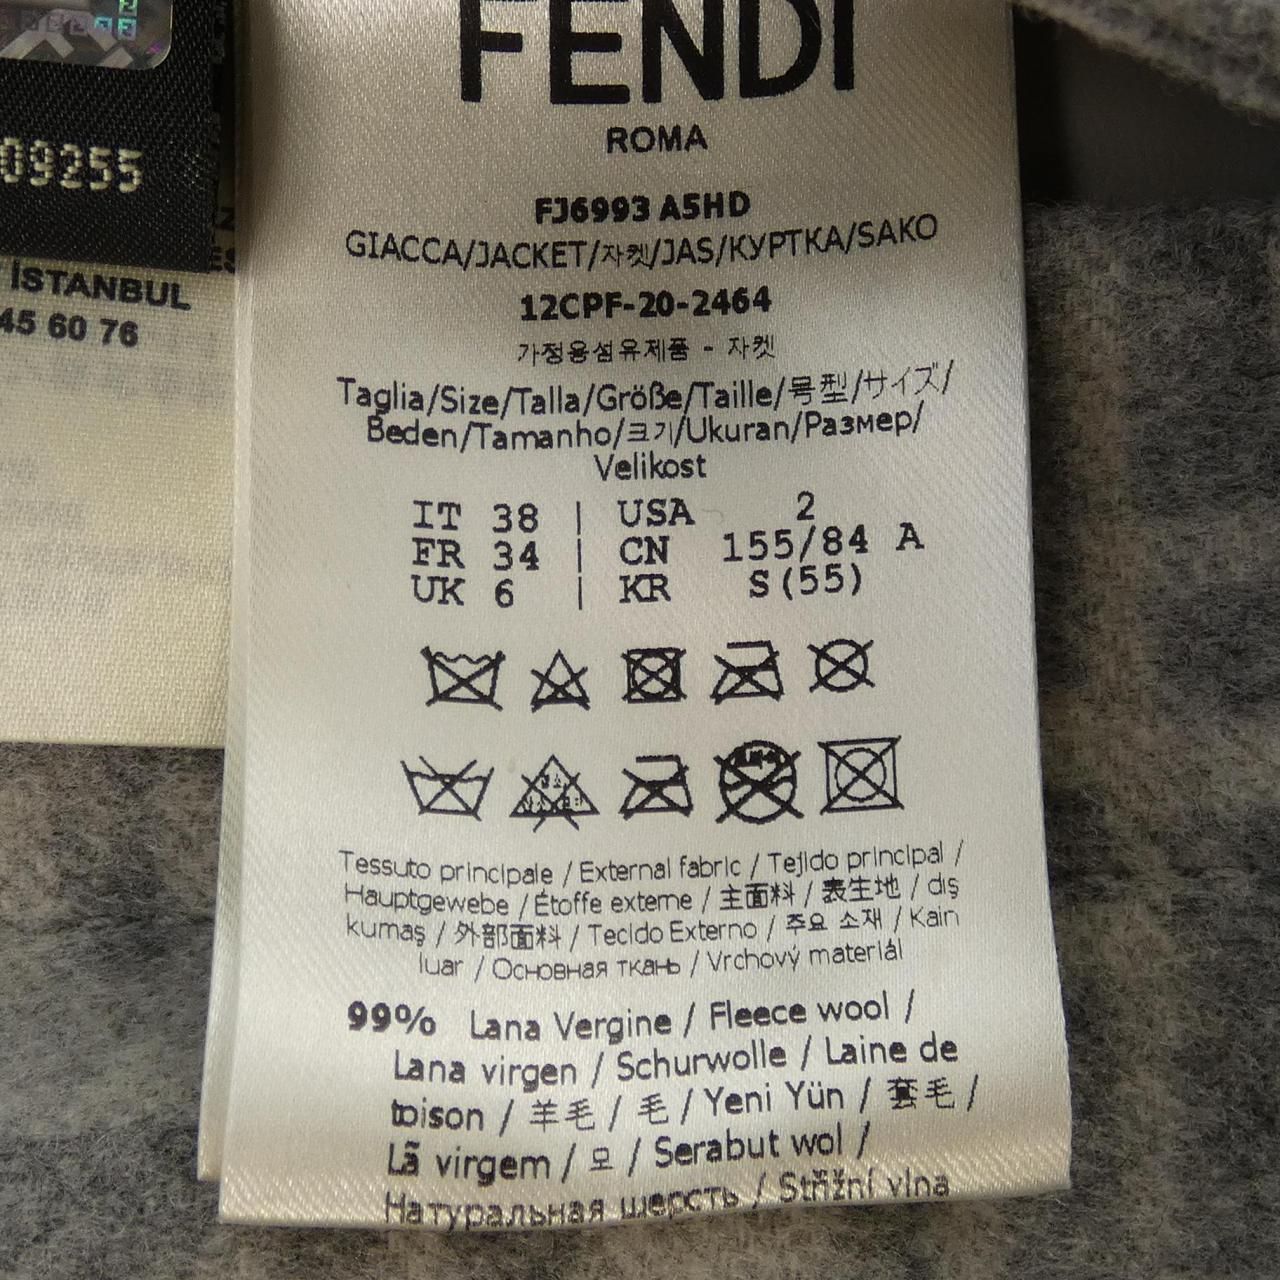 FENDI
ROMA
FJ6993 A5HD
GIACCA/JACKET/자켓/JAS/КУРТКА/SAKO
12CPF-20-2464
가정용섬유제품 - 자켓
Taglia/Size/Talla/Größe/Taille/号型/サイズ/
Beden/Tamanho/크기/Ukuran/Размер/
Velikost
IT 38 | USA 2
FR 34 | CN 155/84 A
UK 6 | KR S(55)
Tessuto principale / External fabric / Tejido principal /
Hauptgewebe / Étoffe externe / 主面料 / 表生地 / dış
kumaş / 外部面料 / Tecido Externo / 주요 소재 / Kain
luar / Основная ткань / Vrchový materiál
99% Lana Vergine / Fleece wool /
Lana virgen / Schurwolle / Laine de
toison / 羊毛 / 毛 / Yeni Yün / 套毛 /
Lã virgem / 모 / Serabut wol /
Натуральная шерсть / Střižní vlna
09255
İSTANBUL
45 60 76